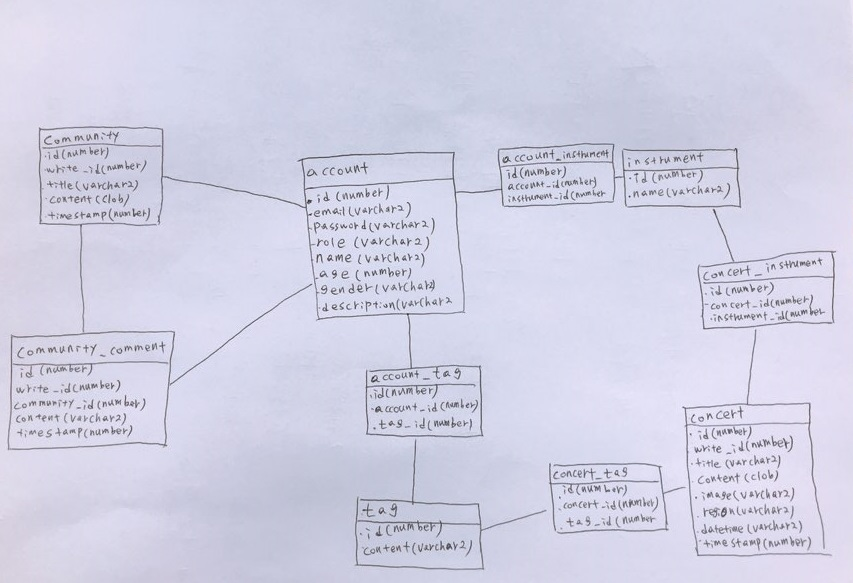 Community
.id(number)
write_id(number)
.title(varchar2)
.content(clob)
.timestamp(number)
account
.id(number)
-email(varchar2)
-password(varchar2)
-role(varchar2)
name(varchar2)
-age(number)
-gender(varchar2)
-description(varchar2
account_instrument
id(number)
account_id(number)
instrument_id(number
instrument
.id(number)
.name(varchar2)
concert_instrument
.id(number)
-concert_id(number)
.instrument_id(number
Community_comment
id(number)
write_id(number)
community_id(number)
content(varchar2)
timestamp(number)
account_tag
.id(number)
-account_id(number)
.tag_id(number)
tag
.id(number)
content(varchar2)
concert_tag
.id(number)
.concert_id(number)
.tag_id(number
concert
.id(number)
write_id(number)
.title(varchar2)
content(clob)
.image(varchar2)
.region(varchar2)
.datetime(varchar2)
.timestamp(number)